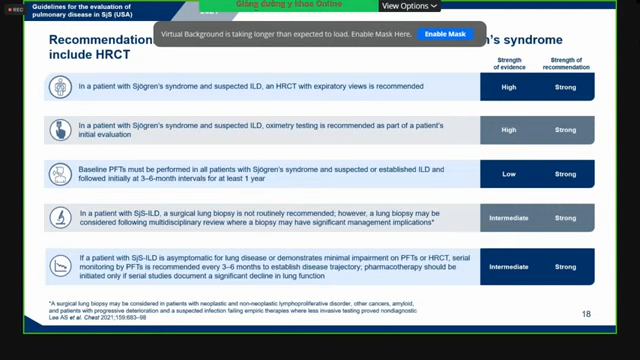 REC
Guidelines for the evaluation of
pulmonary disease in SjS (USA)
Giảng đường y khoa Online
View Options
Virtual Background is taking longer than expected to load. Enable Mask Here.
Enable Mask
Recommendation
n's syndrome
include HRCT
Strength
of evidence
Strength of
recommendation
In a patient with Sjögren's syndrome and suspected ILD, an HRCT with expiratory views is recommended
High
Strong
In a patient with Sjögren's syndrome and suspected ILD, oximetry testing is recommended as part of a patient's
initial evaluation
High
Strong
Baseline PFTs must be performed in all patients with Sjögren's syndrome and suspected or established ILD and
followed initially at 3–6-month intervals for at least 1 year
Low
Strong
In a patient with SjS-ILD, a surgical lung biopsy is not routinely recommended; however, a lung biopsy may be
considered following multidisciplinary review where a biopsy may have significant management implications*
Intermediate
Strong
If a patient with SjS-ILD is asymptomatic for lung disease or demonstrates minimal impairment on PFTs or HRCT, serial
monitoring by PFTs is recommended every 3–6 months to establish disease trajectory; pharmacotherapy should be
initiated only if serial studies document a significant decline in lung function
Intermediate
Strong
*A surgical lung biopsy may be considered in patients with neoplastic and non-neoplastic lymphoproliferative disorder, other cancers, amyloid,
and patients with progressive deterioration and a suspected infection failing empiric therapies where less invasive testing proved nondiagnostic
Lee AS et al. Chest 2021;159:683–98
18